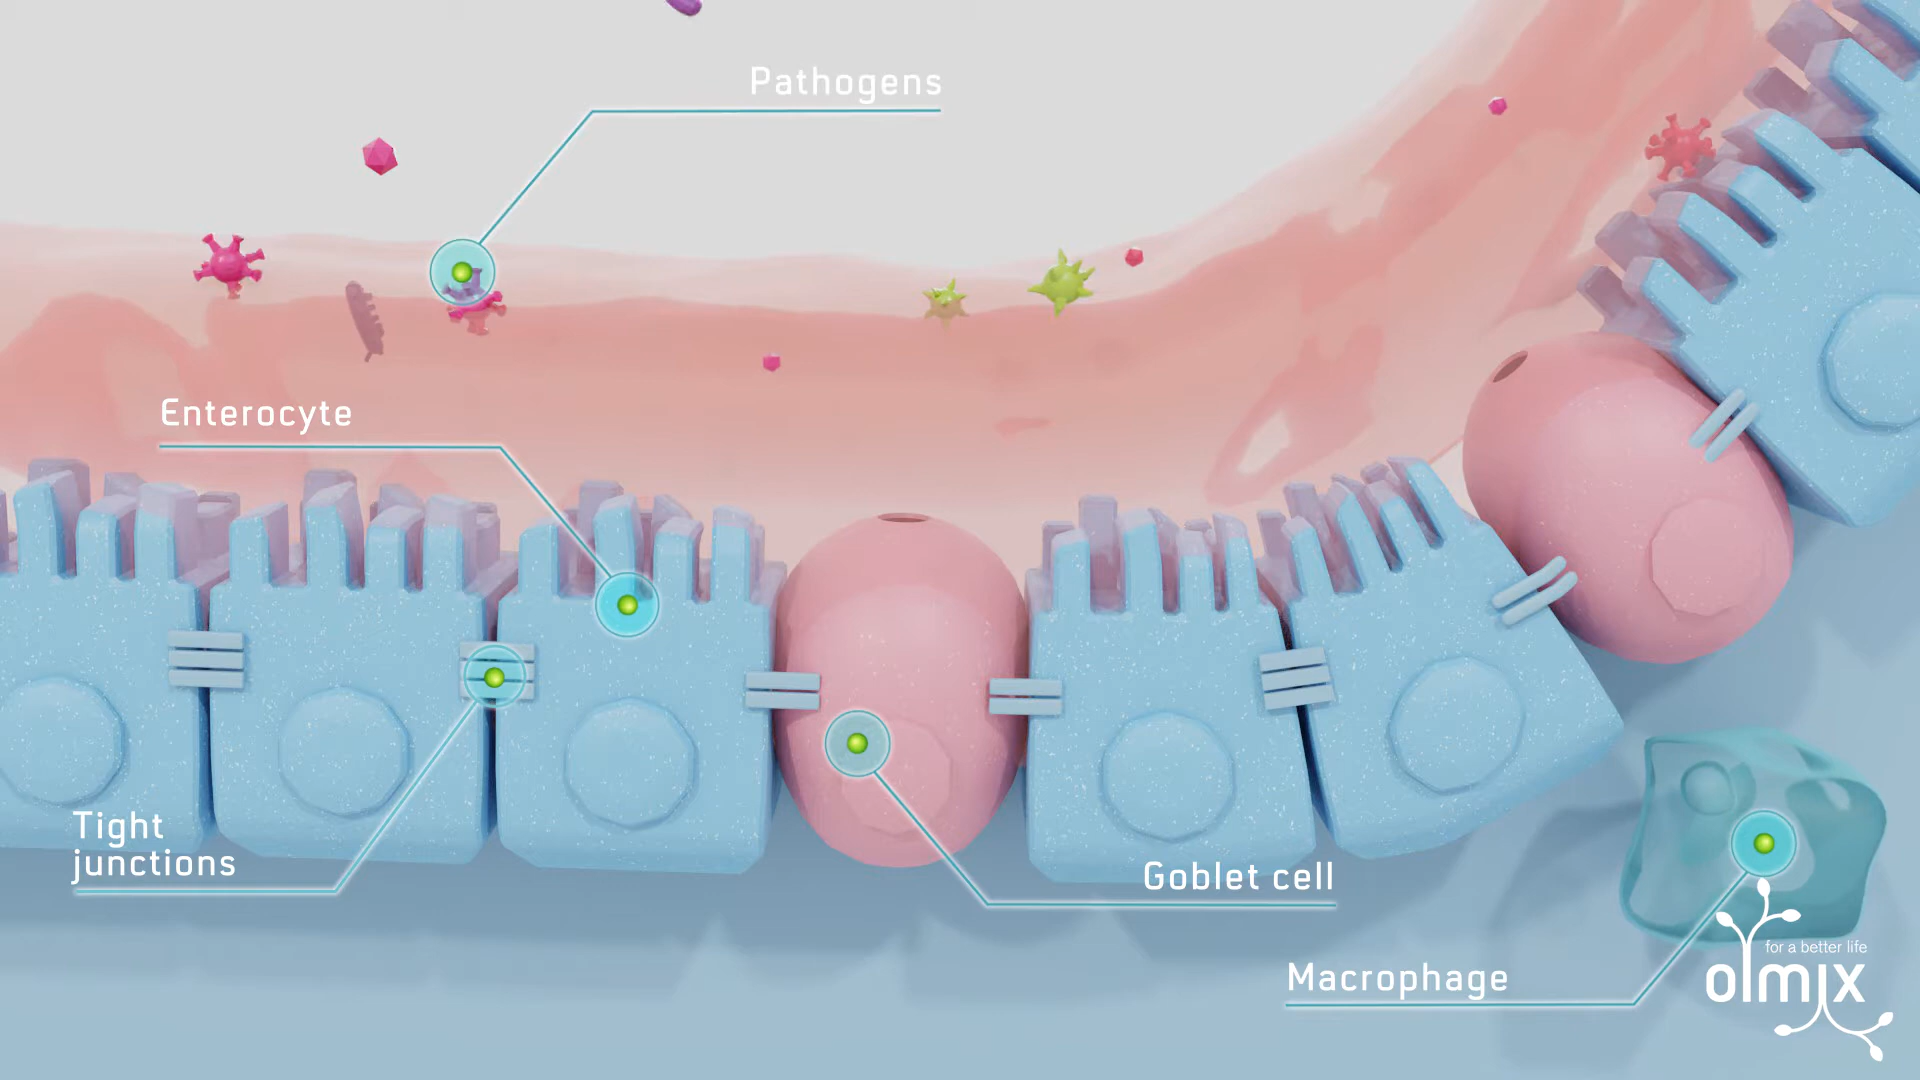 Pathogens
Enterocyte
Tight
junctions
Goblet cell
Macrophage
for a better life
olmix